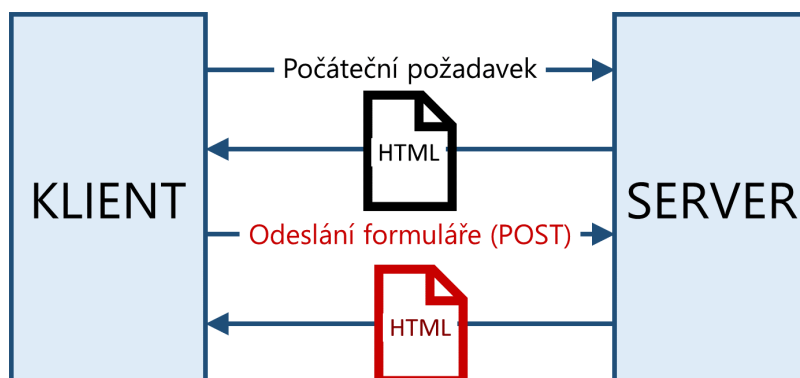 Počáteční požadavek
HTML
KLIENT
SERVER
Odeslání formuláře (POST)
HTML